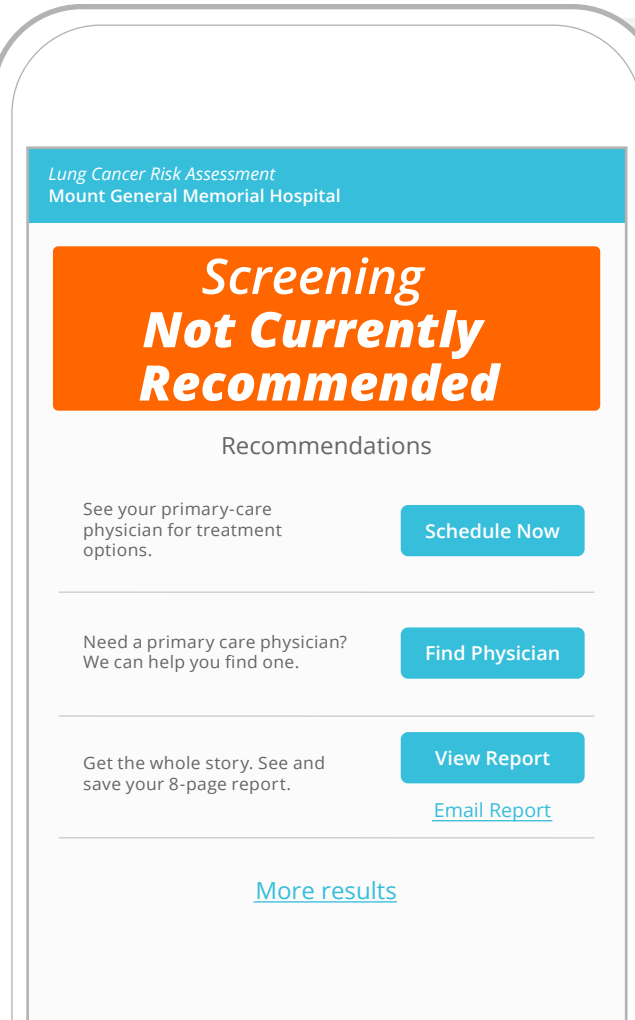 Lung Cancer Risk Assessment
Mount General Memorial Hospital
Screening
Not Currently
Recommended
Recommendations
See your primary-care
physician for treatment
options.
Schedule Now
Need a primary care physician?
We can help you find one.
Find Physician
Get the whole story. See and
save your 8-page report.
View Report
Email Report
More results